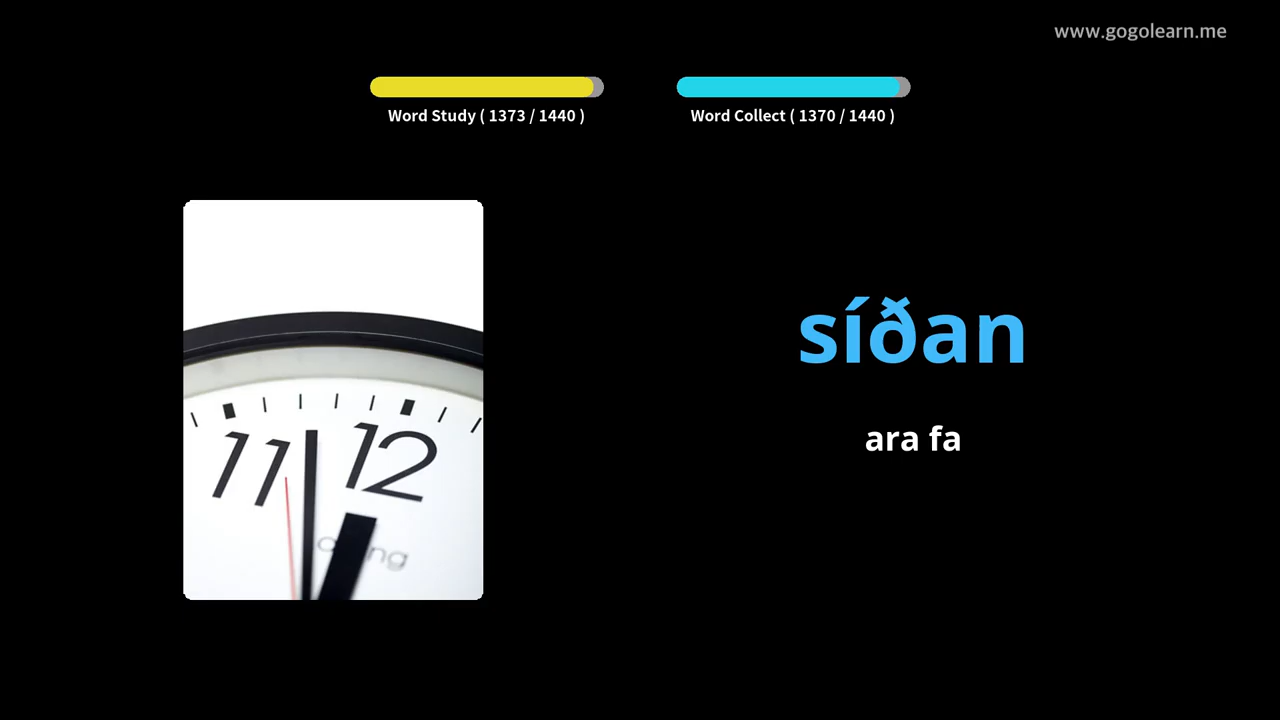 www.gogolearn.me
Word Study ( 1373 / 1440 )
Word Collect ( 1370 / 1440 )
síðan
ara fa
11 12